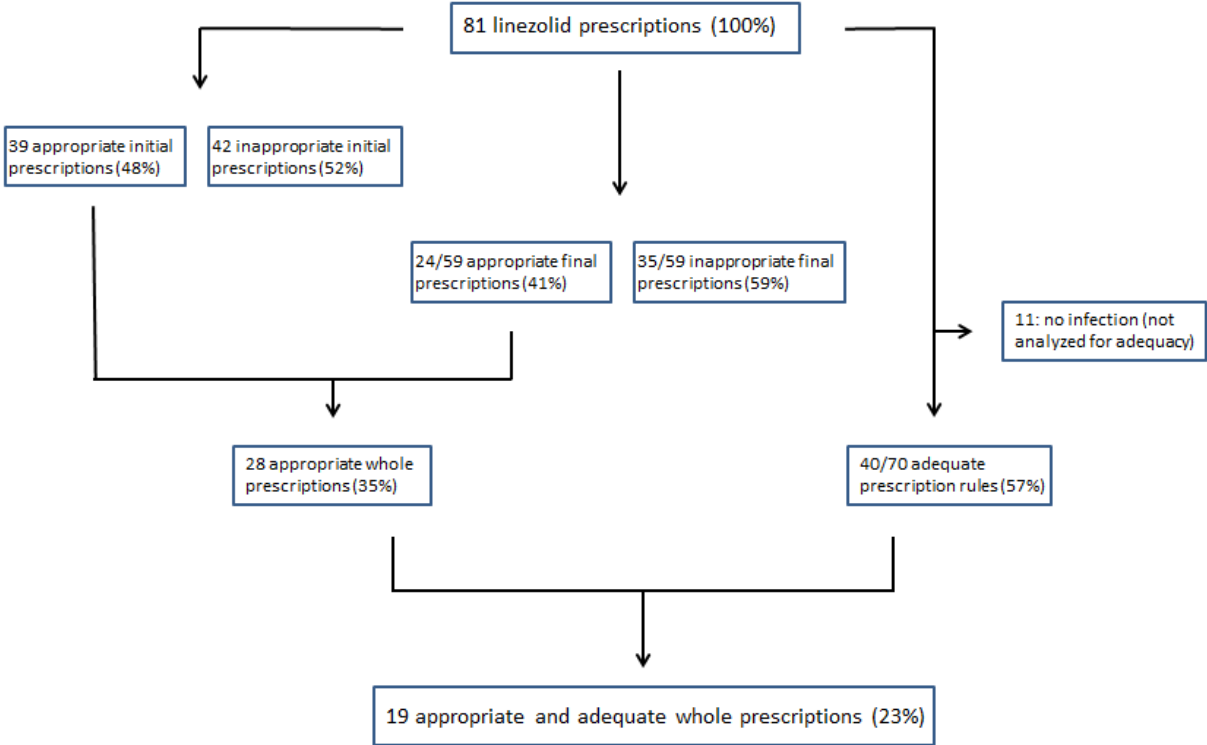 81 linezolid prescriptions (100%)
39 appropriate initial
prescriptions (48%)
42 inappropriate initial
prescriptions (52%)
24/59 appropriate final
prescriptions (41%)
35/59 inappropriate final
prescriptions (59%)
11: no infection (not
analyzed for adequacy)
28 appropriate whole
prescriptions (35%)
40/70 adequate
prescription rules (57%)
19 appropriate and adequate whole prescriptions (23%)